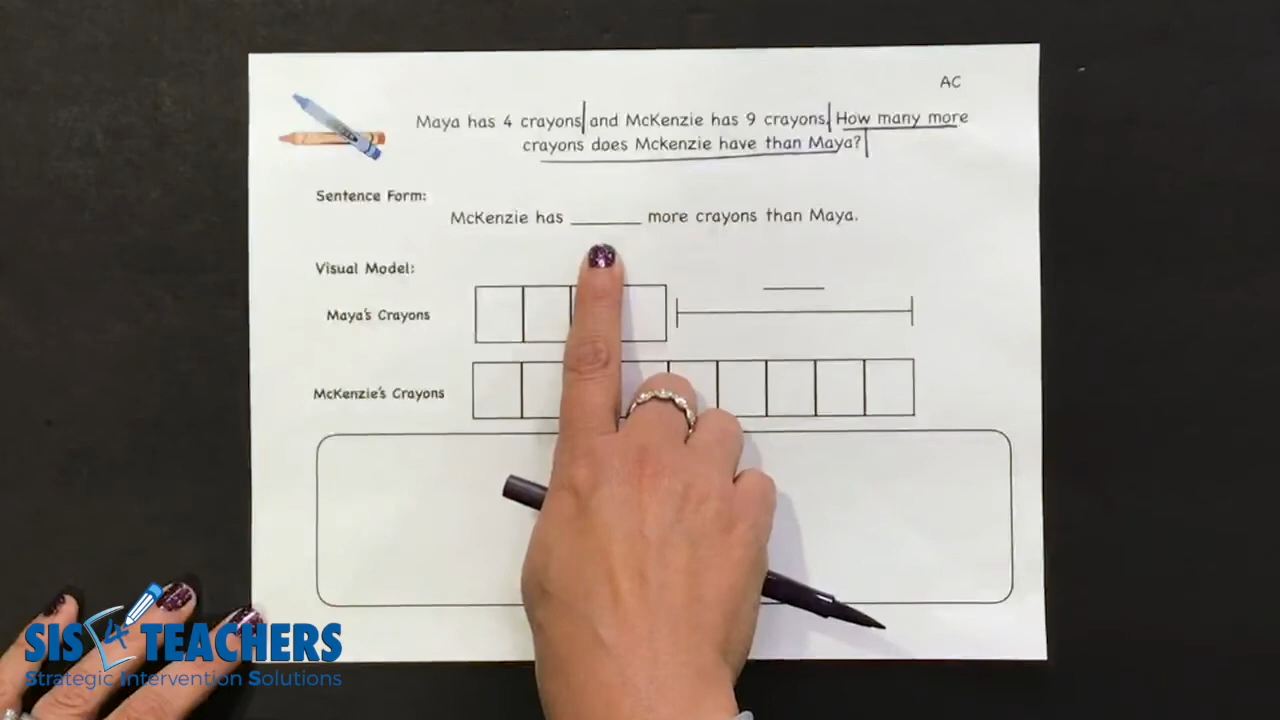 AC
Maya has 4 crayons and McKenzie has 9 crayons. How many more
crayons does Mckenzie have than Maya?
Sentence Form:
McKenzie has ______ more crayons than Maya.
Visual Model:
Maya's Crayons
McKenzie's Crayons
SIS 4 TEACHERS
Strategic Intervention Solutions